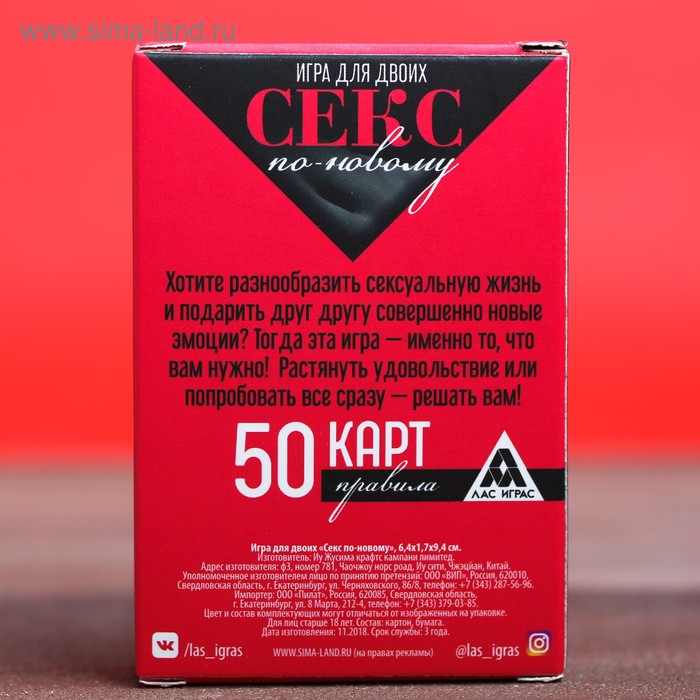 www.sima-land.ru
ИГРА ДЛЯ ДВОИХ
СЕКС
по-новому
Хотите разнообразить сексуальную жизнь
и подарить друг другу совершенно новые
эмоции? Тогда эта игра — именно то, что
вам нужно! Растянуть удовольствие или
попробовать все сразу — решать вам!
50 КАРТ
правила
ЛАС ИГРАС
Игра для двоих «Секс по-новому», 6,4х1,7х9,4 см.
Изготовитель: Иу Жусима крафтс кампани лимитед.
Адрес изготовителя: ф3, номер 781, Чаочжоу норс роад, Иу сити, Чжэцзян, Китай.
Уполномоченное изготовителем лицо по принятию претензий: ООО «ВИП», Россия, 620010,
Свердловская область, г. Екатеринбург, ул. Черняховского, 86/8, телефон: +7 (343) 287-56-96.
Импортер: ООО «Пилат», Россия, 620085, Свердловская область,
г. Екатеринбург, ул. 8 Марта, 212-4, телефон: +7 (343) 379-03-85.
Цвет и состав комплектующих могут отличаться от изображенных на упаковке.
Для лиц старше 18 лет. Состав: картон, бумага.
Дата изготовления: 11.2018. Срок службы: 3 года.
/las_igras WWW.SIMA-LAND.RU (на правах рекламы) @las_igras